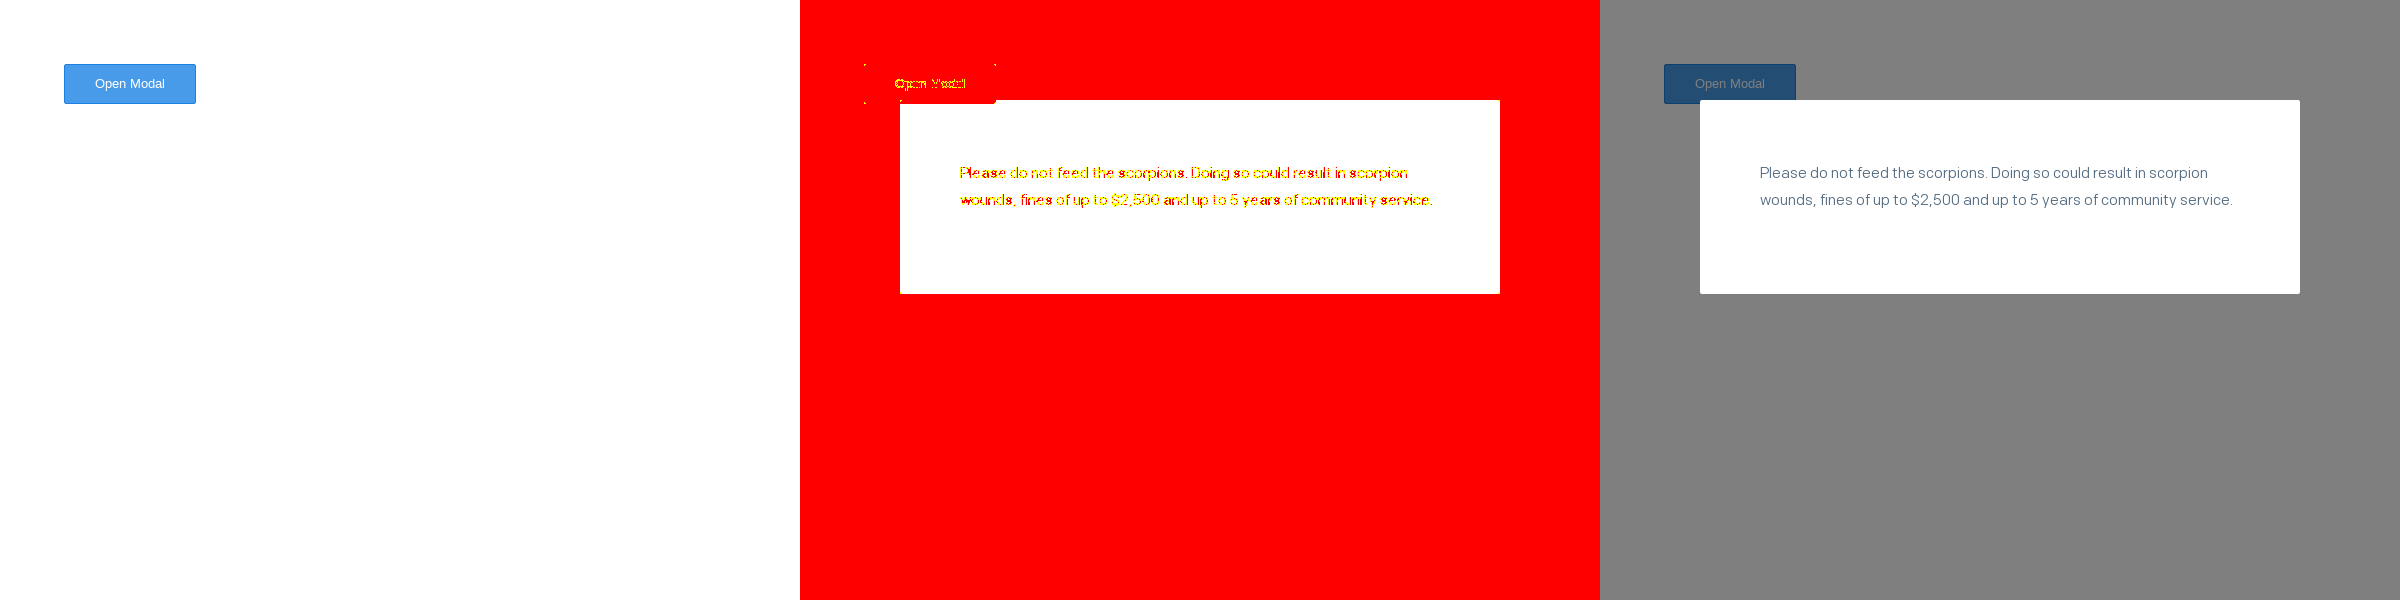 Open Modal
Open Modal
Please do not feed the scorpions. Doing so could result in scorpion
wounds, fines of up to $2,500 and up to 5 years of community service.
Open Modal
Please do not feed the scorpions. Doing so could result in scorpion
wounds, fines of up to $2,500 and up to 5 years of community service.